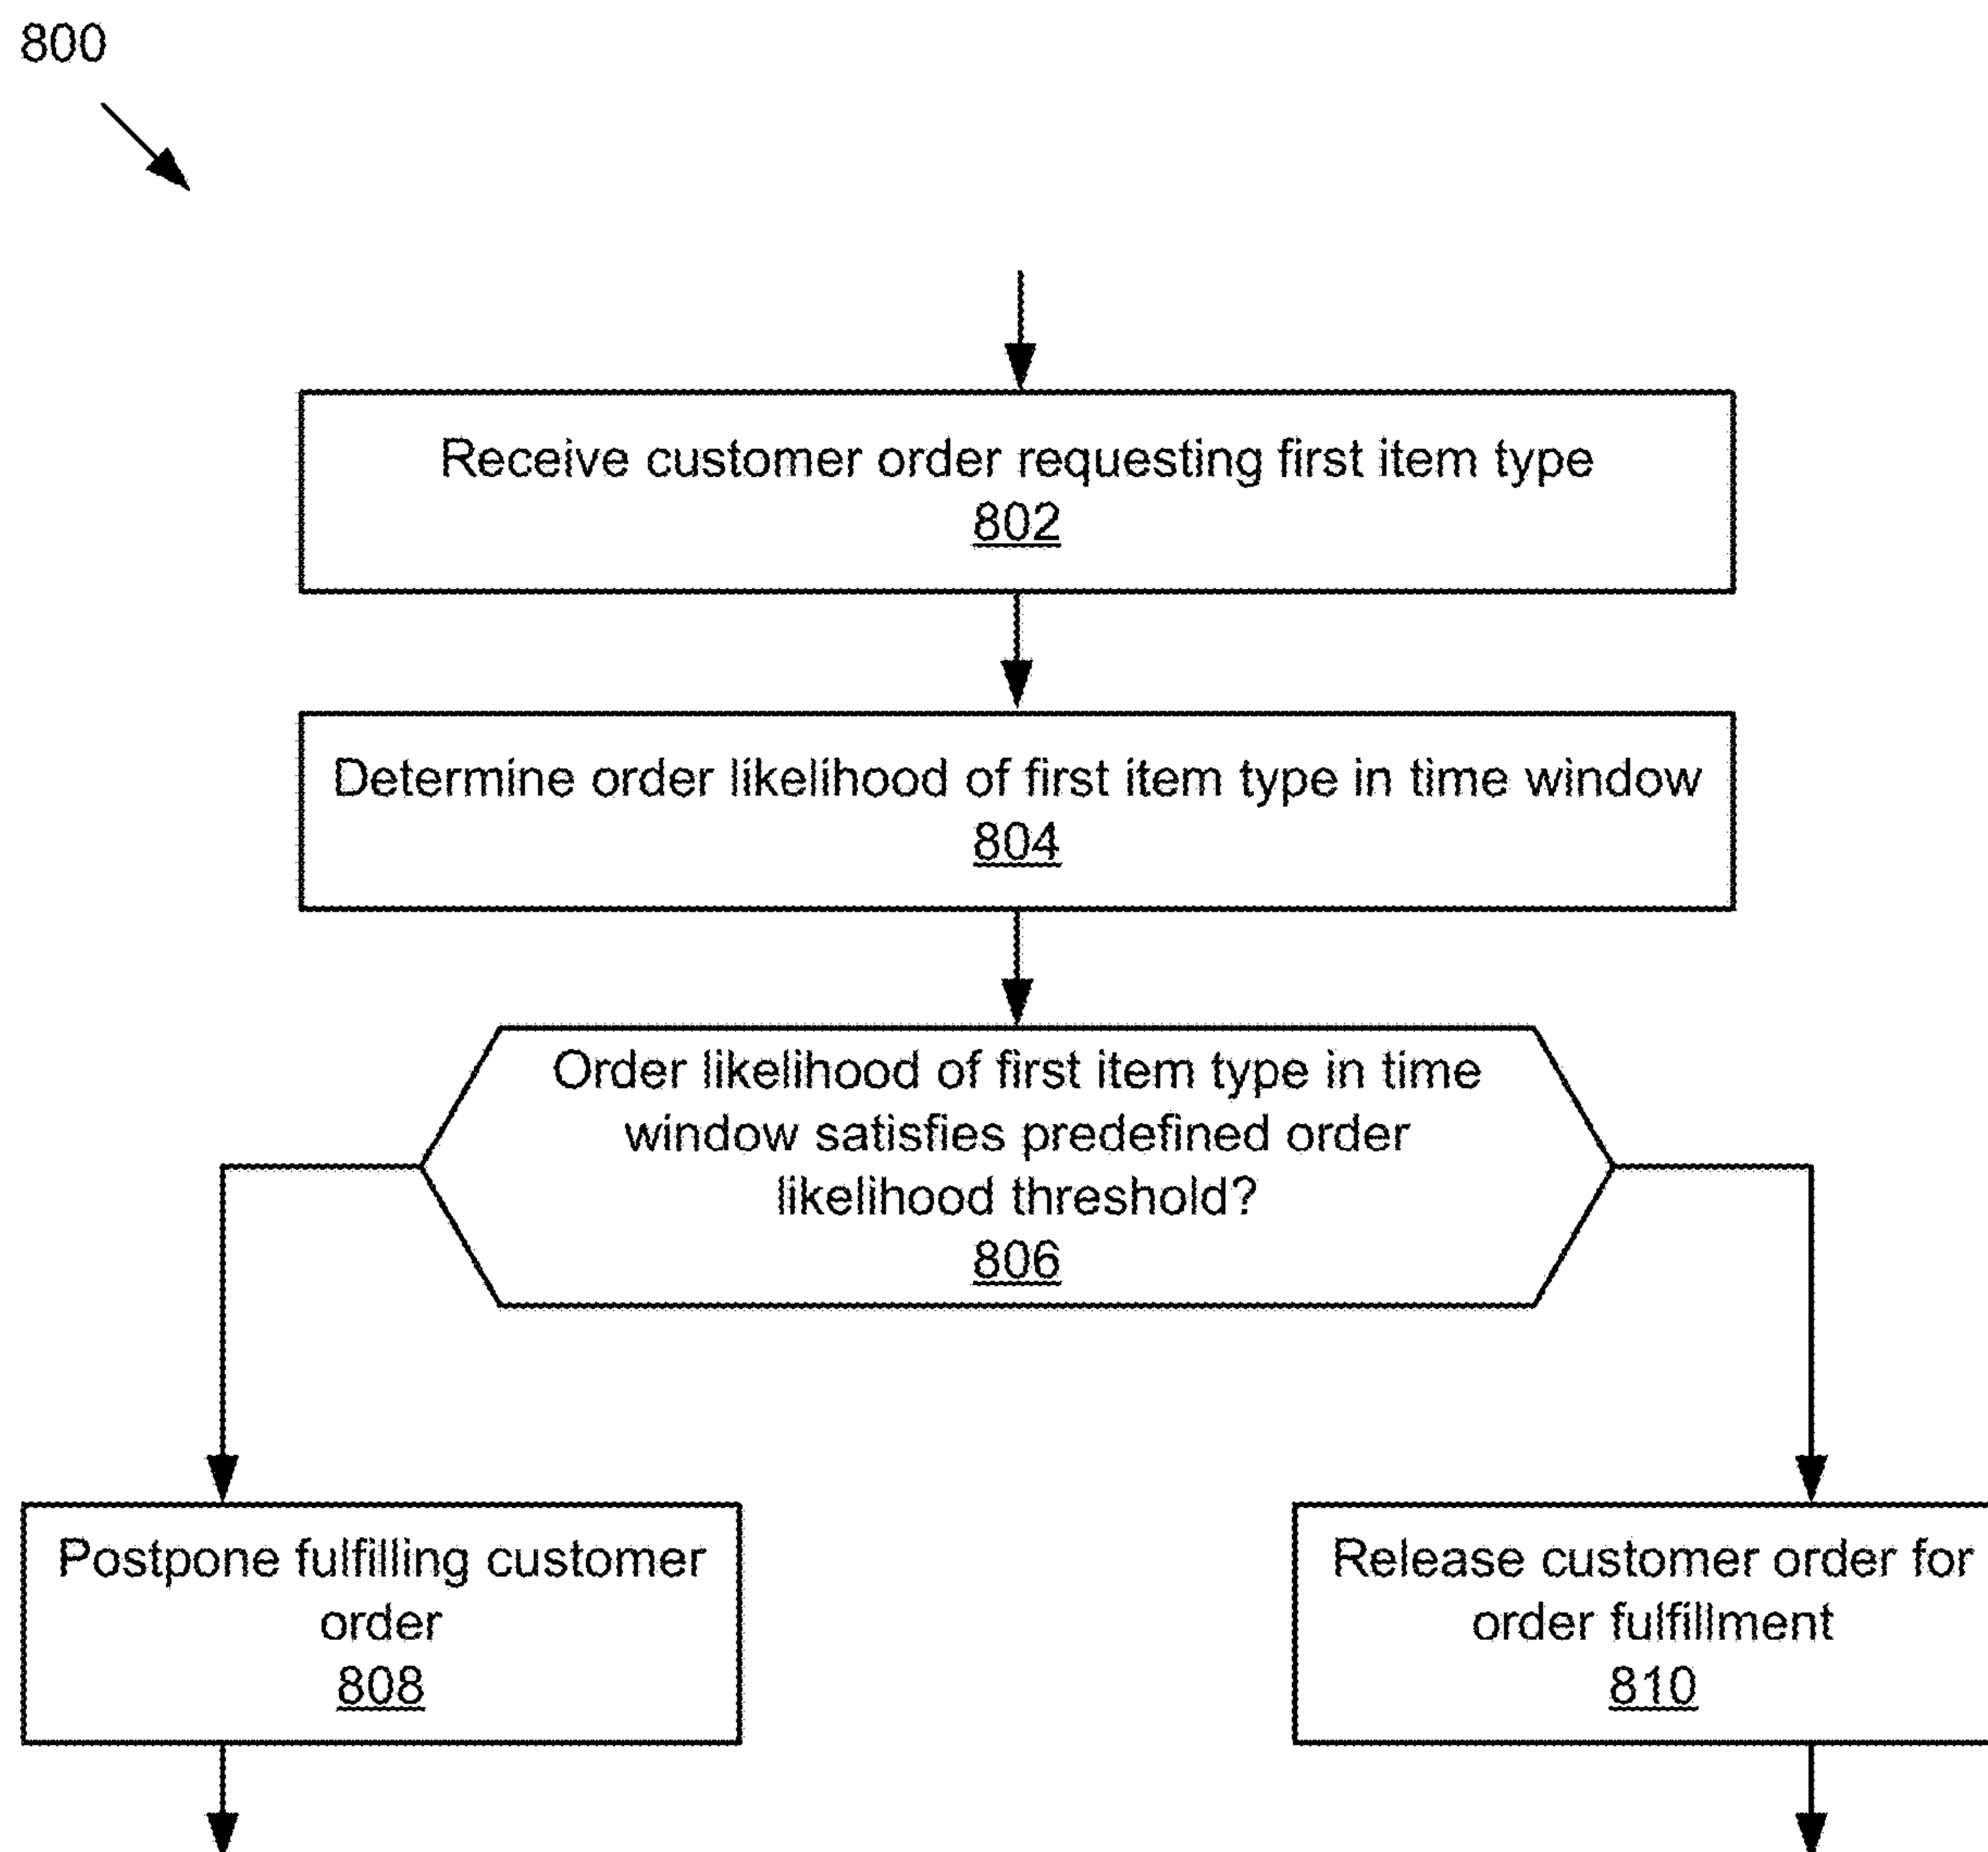 800
Receive customer order requesting first item type
802
Determine order likelihood of first item type in time window
804
Order likelihood of first item type in time
window satisfies predefined order
likelihood threshold?
806
Postpone fulfilling customer
order
808
Release customer order for
order fulfillment
810